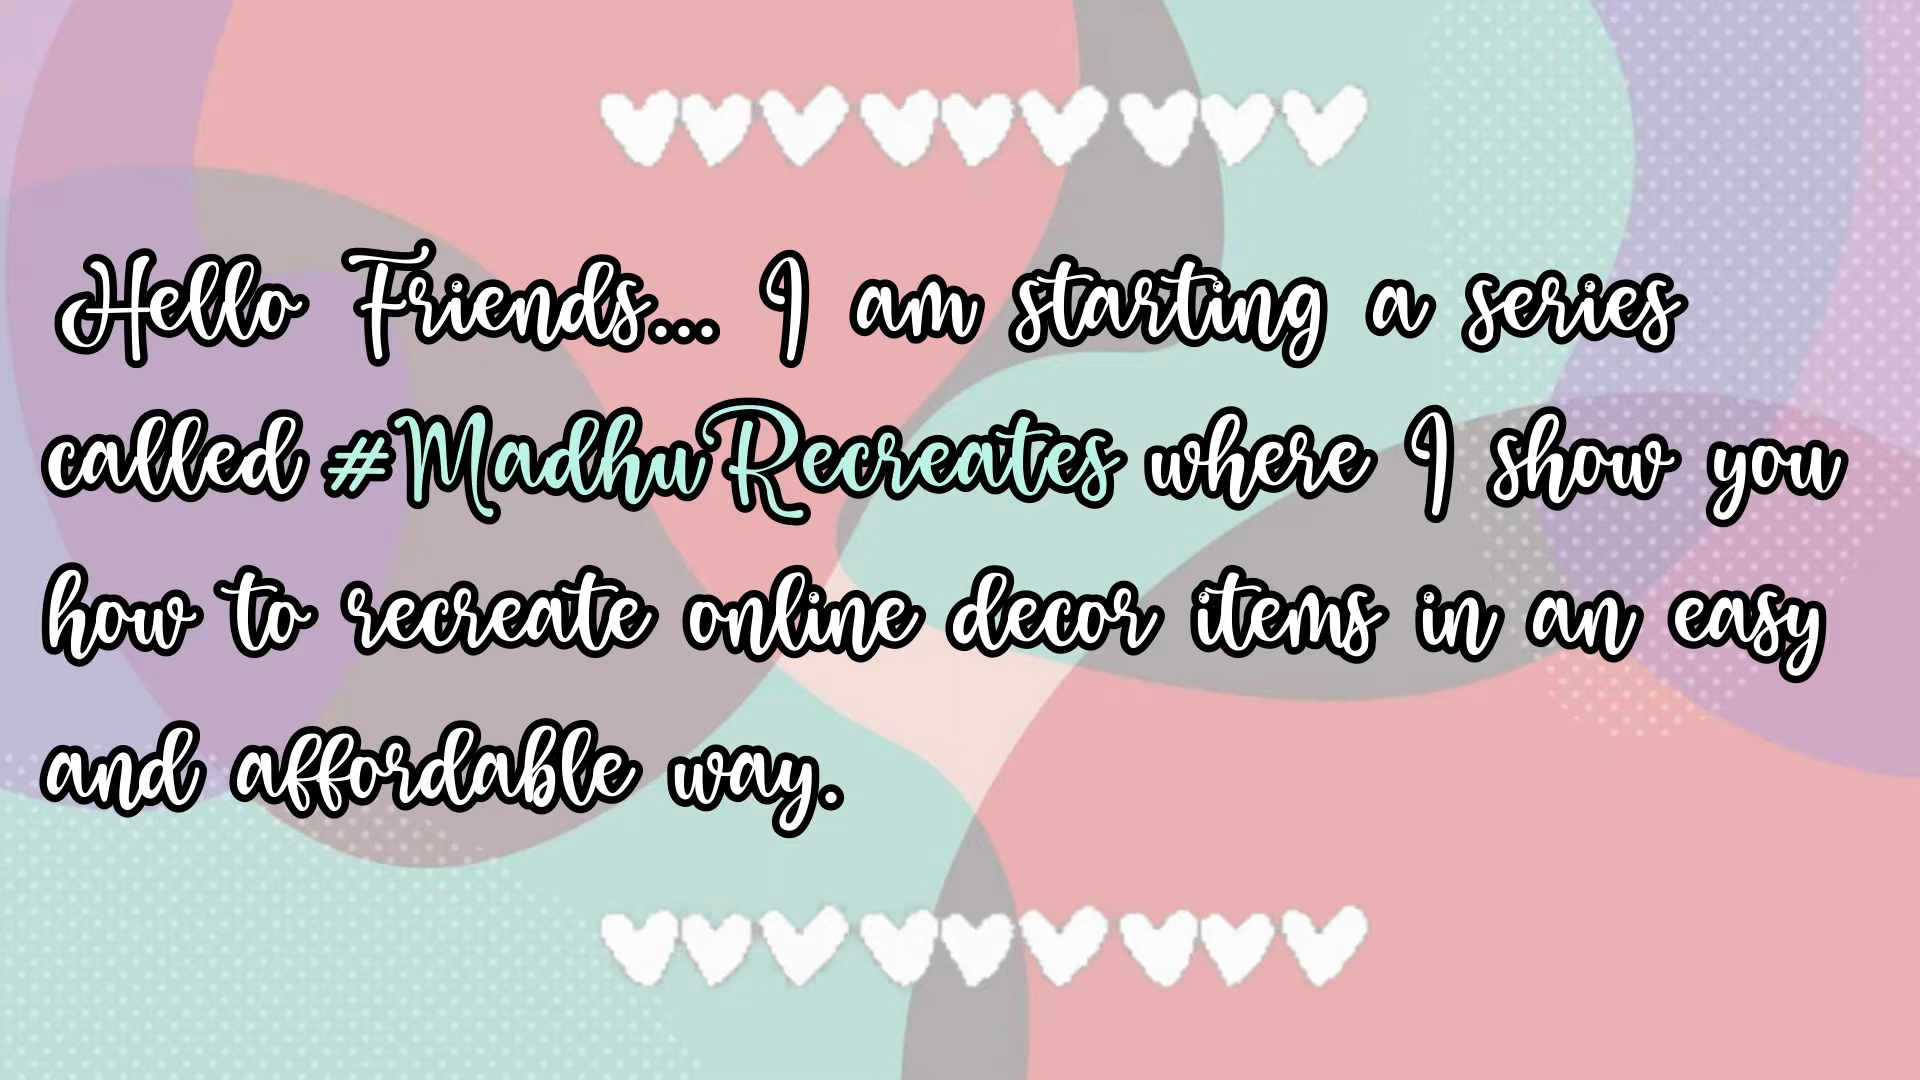 Hello Friends... I am starting a series
called #MadhuRecreates where I show you
how to recreate online decor items in an easy
and affordable way.